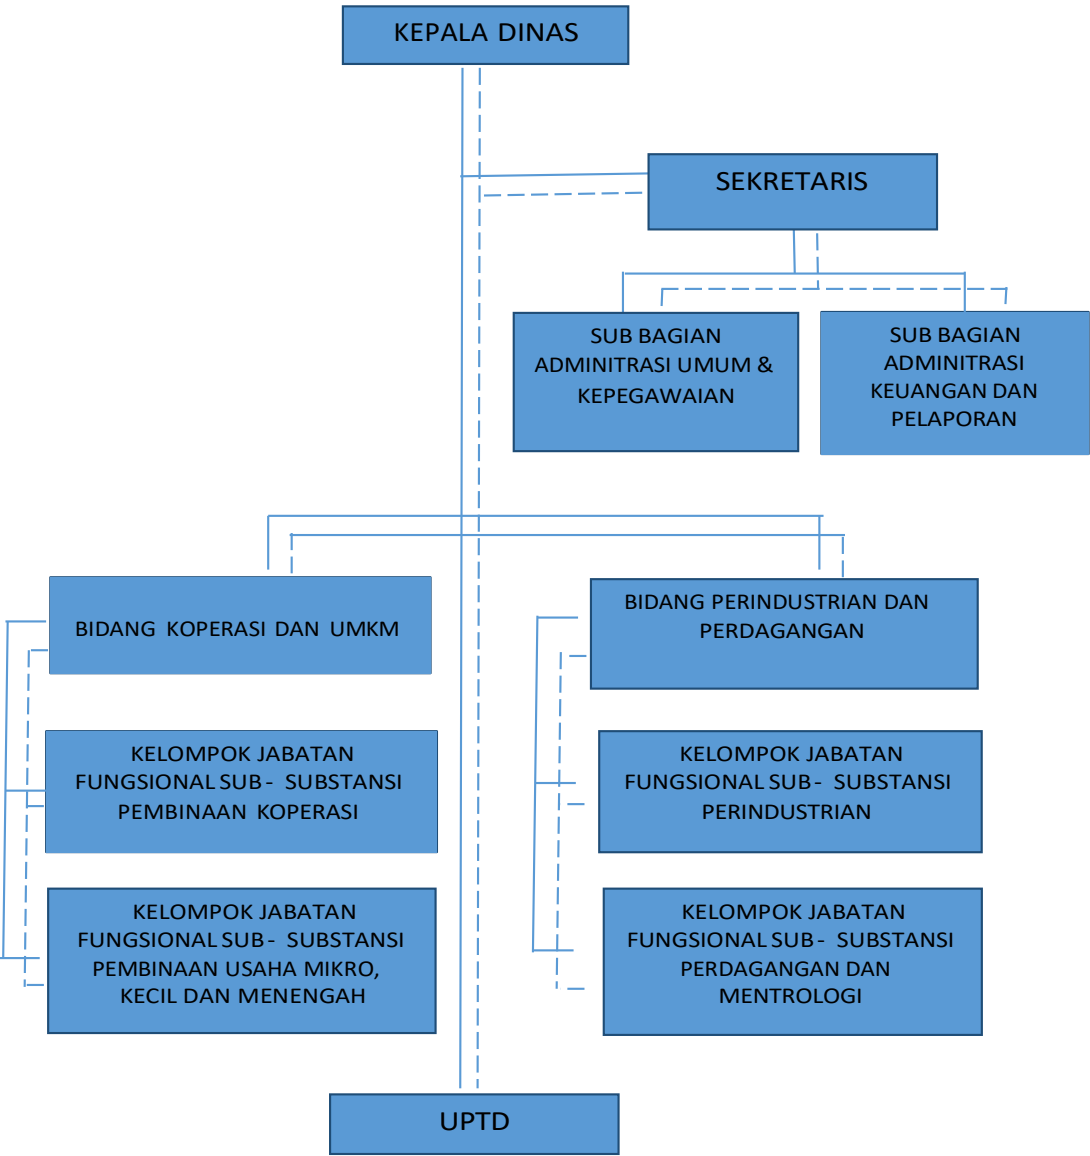 KEPALA DINAS
SEKRETARIS
SUB BAGIAN
ADMINITRASI UMUM &
KEPEGAWAIAN
SUB BAGIAN
ADMINITRASI
KEUANGAN DAN
PELAPORAN
BIDANG KOPERASI DAN UMKM
BIDANG PERINDUSTRIAN DAN
PERDAGANGAN
KELOMPOK JABATAN
FUNGSIONAL SUB - SUBSTANSI
PEMBINAAN KOPERASI
KELOMPOK JABATAN
FUNGSIONAL SUB - SUBSTANSI
PERINDUSTRIAN
KELOMPOK JABATAN
FUNGSIONAL SUB - SUBSTANSI
PEMBINAAN USAHA MIKRO,
KECIL DAN MENENGAH
KELOMPOK JABATAN
FUNGSIONAL SUB - SUBSTANSI
PERDAGANGAN DAN
MENTROLOGI
UPTD